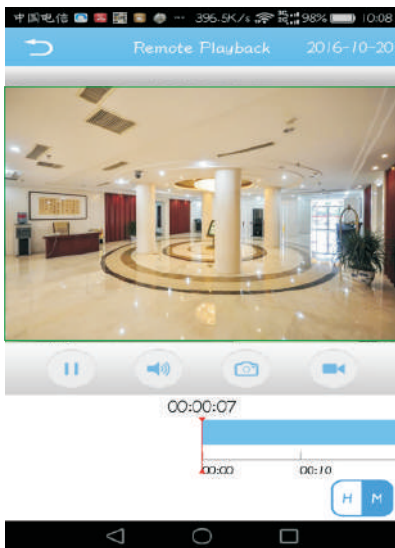 中国电信 ··· 396.5K/s 98% 10:08
Remote Playback 2016-10-20
00:00:07
00:00 00:10
H M